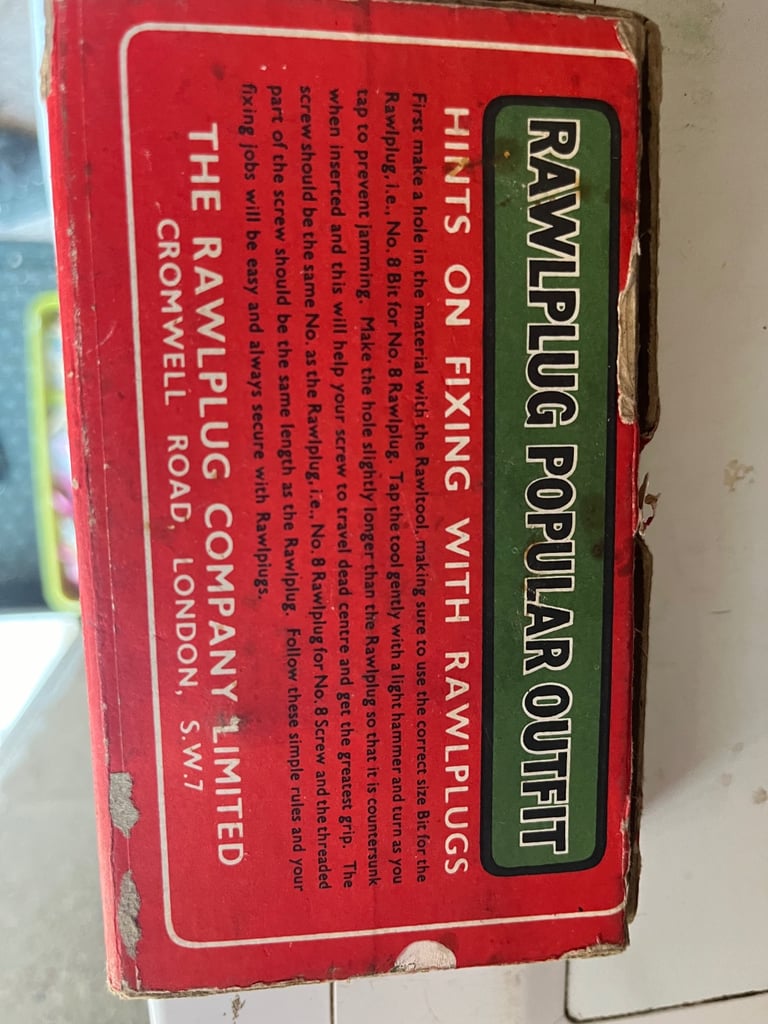 RAWLPLUG POPULAR OUTFIT
HINTS ON FIXING WITH RAWLPLUGS
First make a hole in the material with the Rawltool, making sure to use the correct size Bit for the
Rawlplug, i.e., No. 8 Bit for No. 8 Rawlplug. Tap the tool gently with a light hammer and turn as you
tap to prevent jamming. Make the hole slightly longer than the Rawlplug so that it is countersunk
when inserted and this will help your screw to travel dead centre and get the greatest grip. The
screw should be the same No. as the Rawlplug, i.e., No. 8 Rawlplug for No. 8 Screw and the threaded
part of the screw should be the same length as the Rawlplug. Follow these simple rules and your
fixing jobs will be easy and always secure with Rawlplugs.
THE RAWLPLUG COMPANY LIMITED
CROMWELL ROAD, LONDON, S.W.7